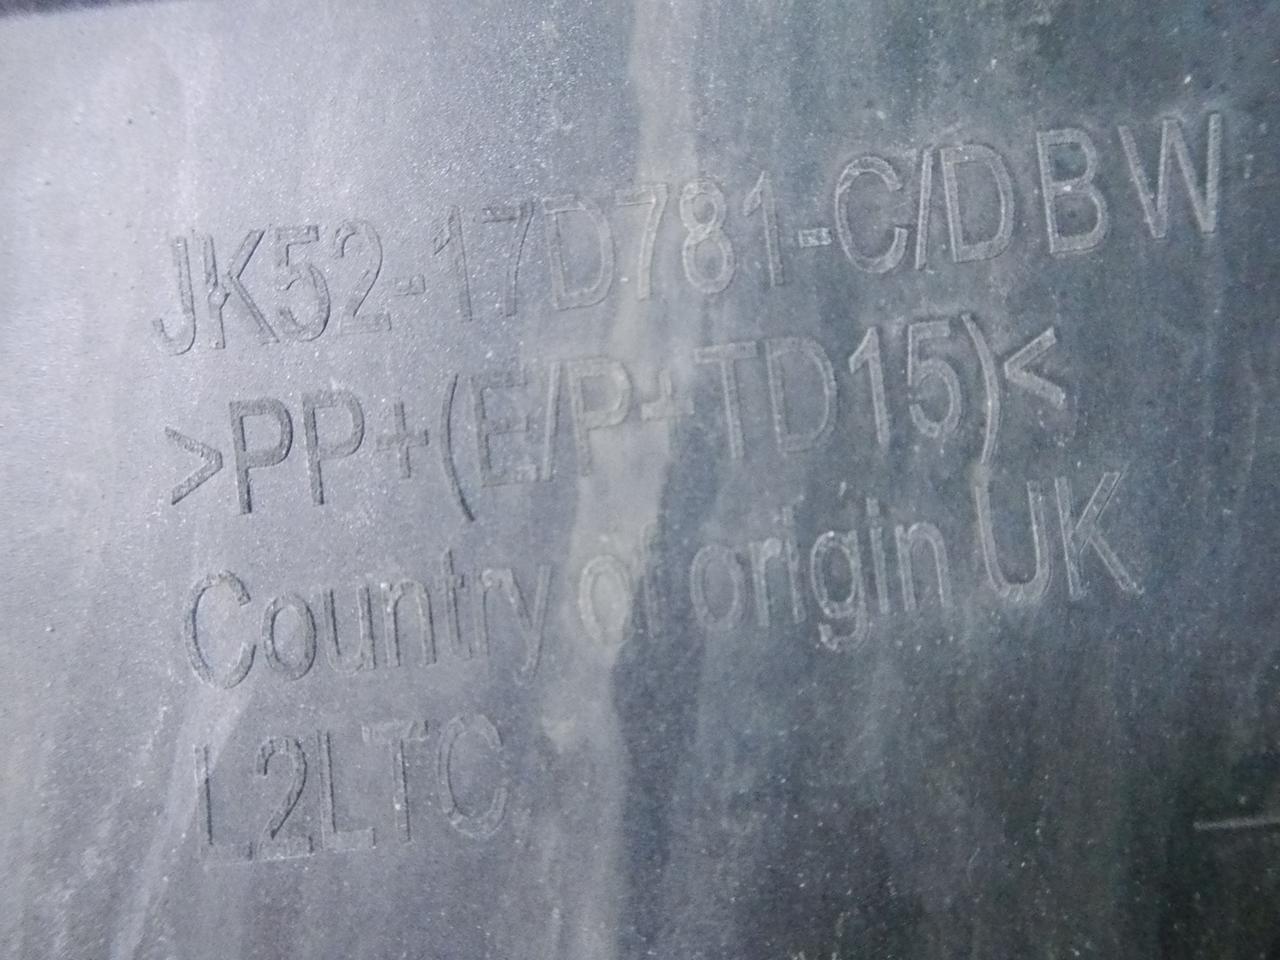 JK52-17D781-C/DBW
>PP+(E/P+TD15)<
Country of origin UK
L2LTC